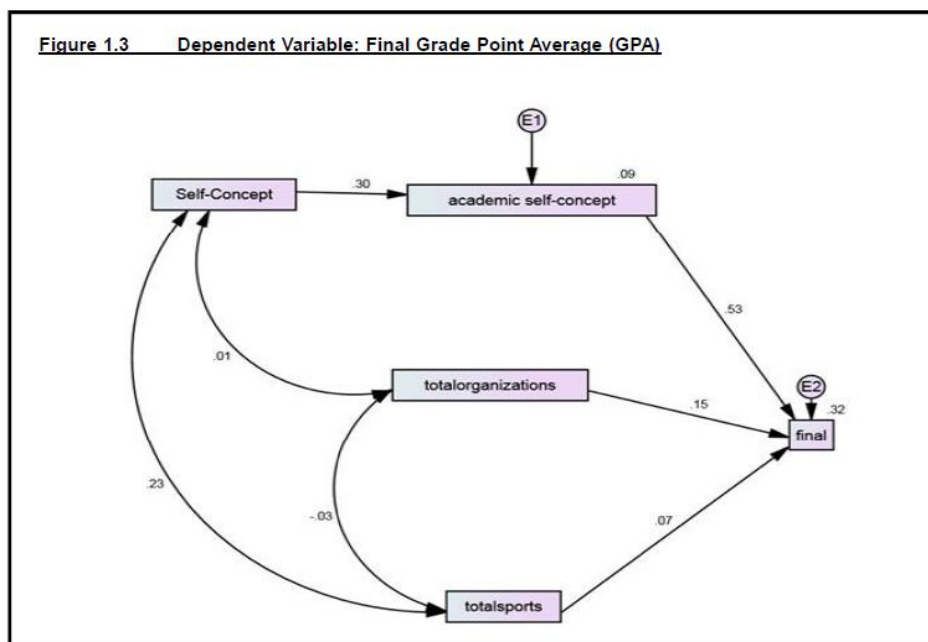 Figure 1.3 Dependent Variable: Final Grade Point Average (GPA)
E1
.09
Self-Concept
.30
academic self-concept
.53
.01
totalorganizations
E2
.15
.32
final
.23
-.03
.07
totalsports